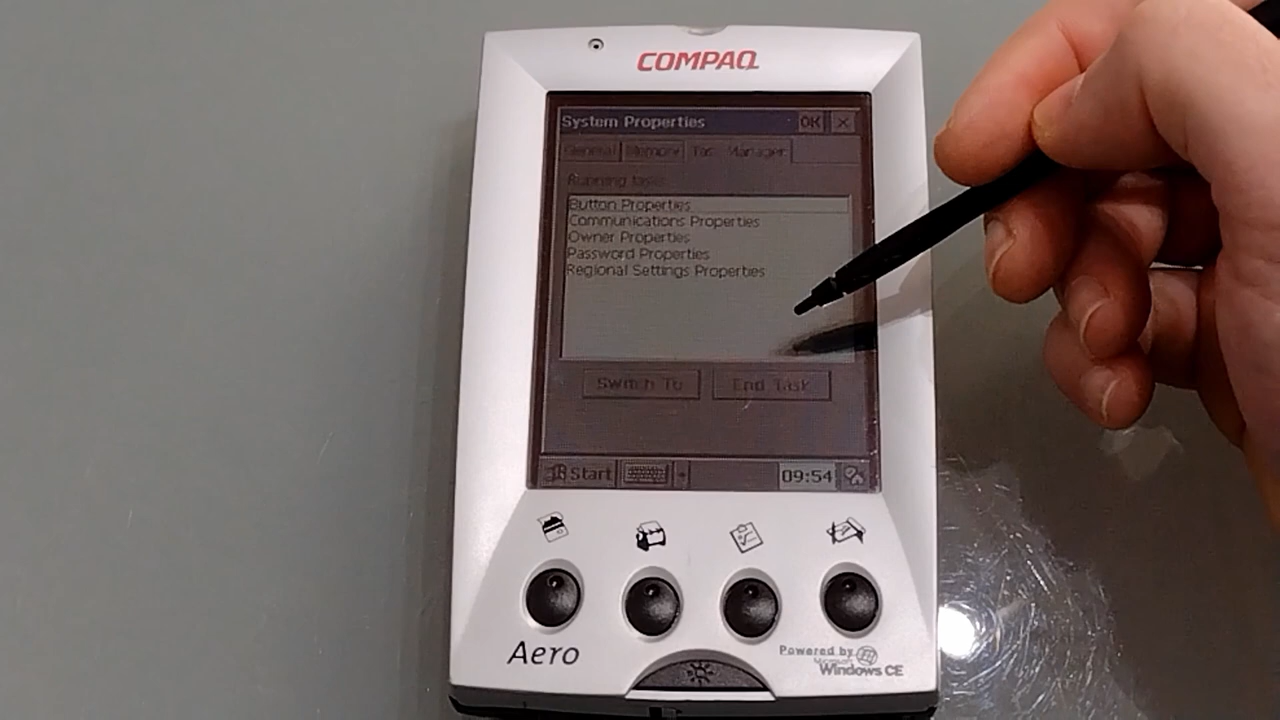 COMPAQ
System Properties OK ×
General Memory Task Manager
Running tasks:
Button Properties
Communications Properties
Owner Properties
Password Properties
Regional Settings Properties
Switch To End Task
Start 09:54
Aero
Powered by
Microsoft
Windows CE